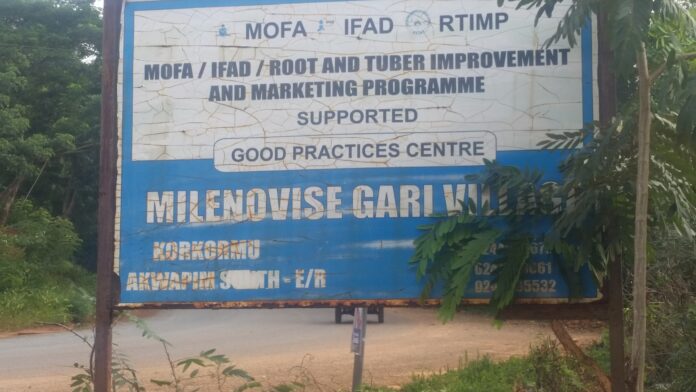 MOFA IFAD RTIMP
MOFA / IFAD / ROOT AND TUBER IMPROVEMENT
AND MARKETING PROGRAMME
SUPPORTED
GOOD PRACTICES CENTRE
MILENOVISE GARI VILLAGE
KORKORMU
AKWAPIM SOUTH - E/R